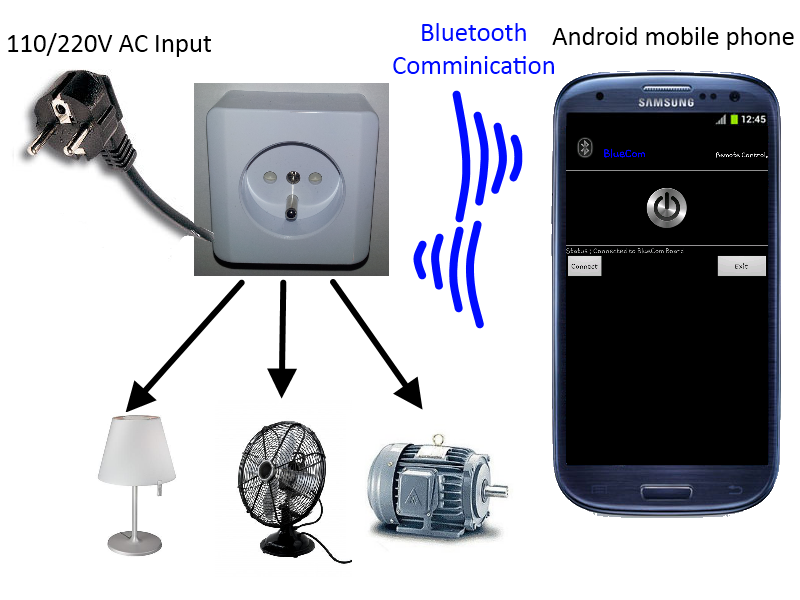 110/220V AC Input
Bluetooth
Comminication
Android mobile phone
SAMSUNG
12:45
BlueCom
Remote Control,
Status : Connected to BlueCom Board
Connect
Exit